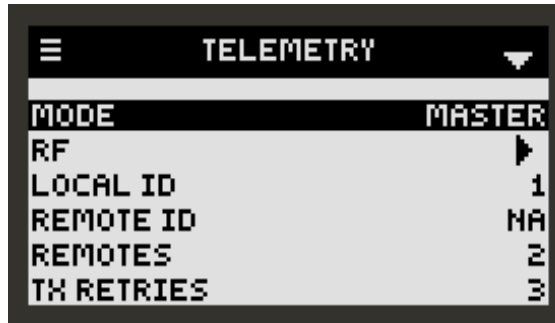 TELEMETRY
MODE MASTER
RF
LOCAL ID 1
REMOTE ID NA
REMOTES 2
TX RETRIES 3